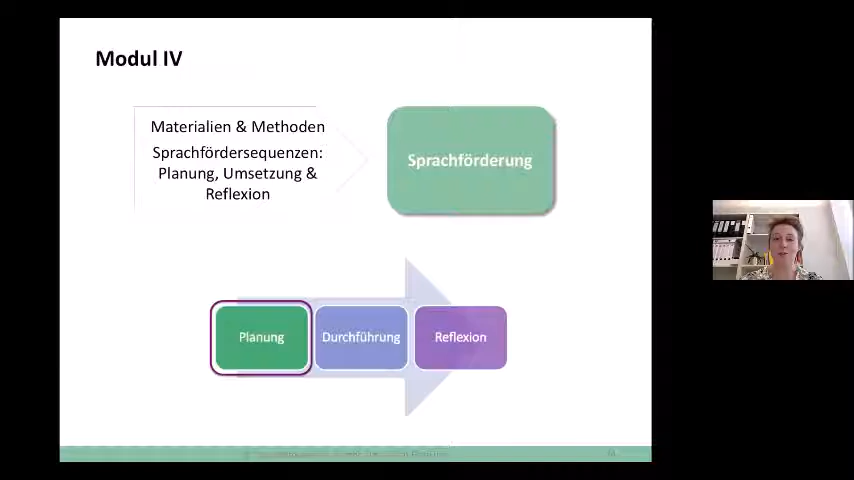 Modul IV
Materialien & Methoden
Sprachfördersequenzen:
Planung, Umsetzung &
Reflexion
Sprachförderung
Planung
Durchführung
Reflexion